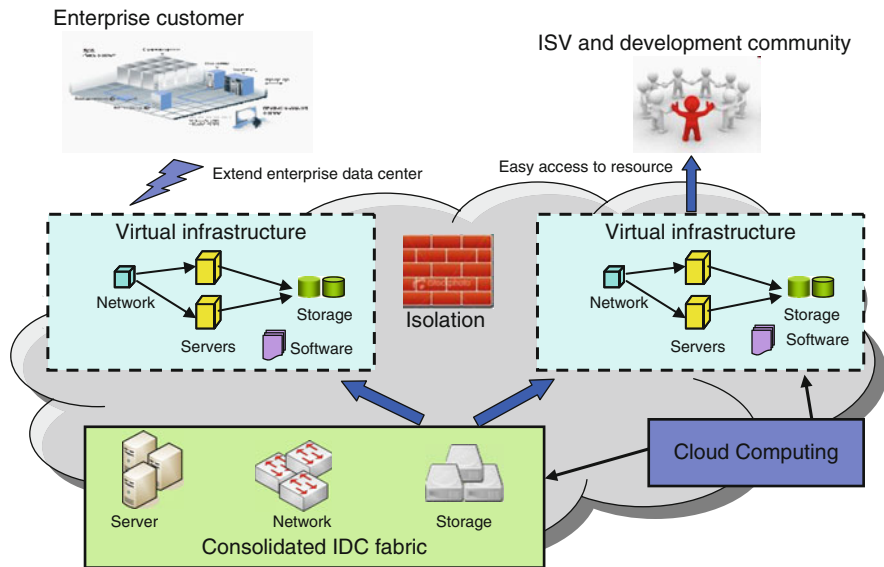 Enterprise customer
ISV and development community
Extend enterprise data center
Easy access to resource
Virtual infrastructure
Network
Servers
Storage
Software
Isolation
Virtual infrastructure
Network
Servers
Storage
Software
Cloud Computing
Server
Network
Storage
Consolidated IDC fabric